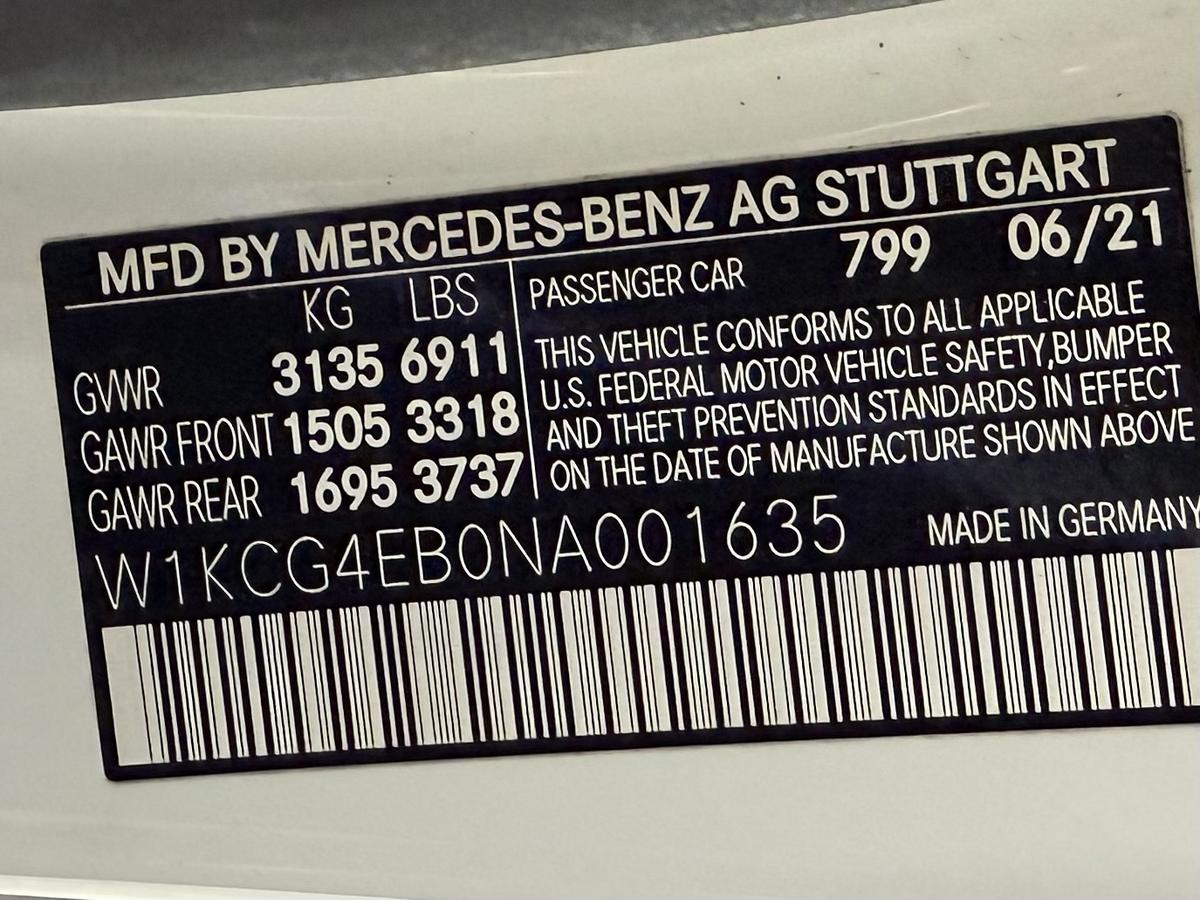 MFD BY MERCEDES-BENZ AG STUTTGART
KG LBS
GVWR 3135 6911
GAWR FRONT 1505 3318
GAWR REAR 1695 3737
PASSENGER CAR 799 06/21
THIS VEHICLE CONFORMS TO ALL APPLICABLE
U.S. FEDERAL MOTOR VEHICLE SAFETY,BUMPER
AND THEFT PREVENTION STANDARDS IN EFFECT
ON THE DATE OF MANUFACTURE SHOWN ABOVE
W1KCG4EB0NA001635
MADE IN GERMANY